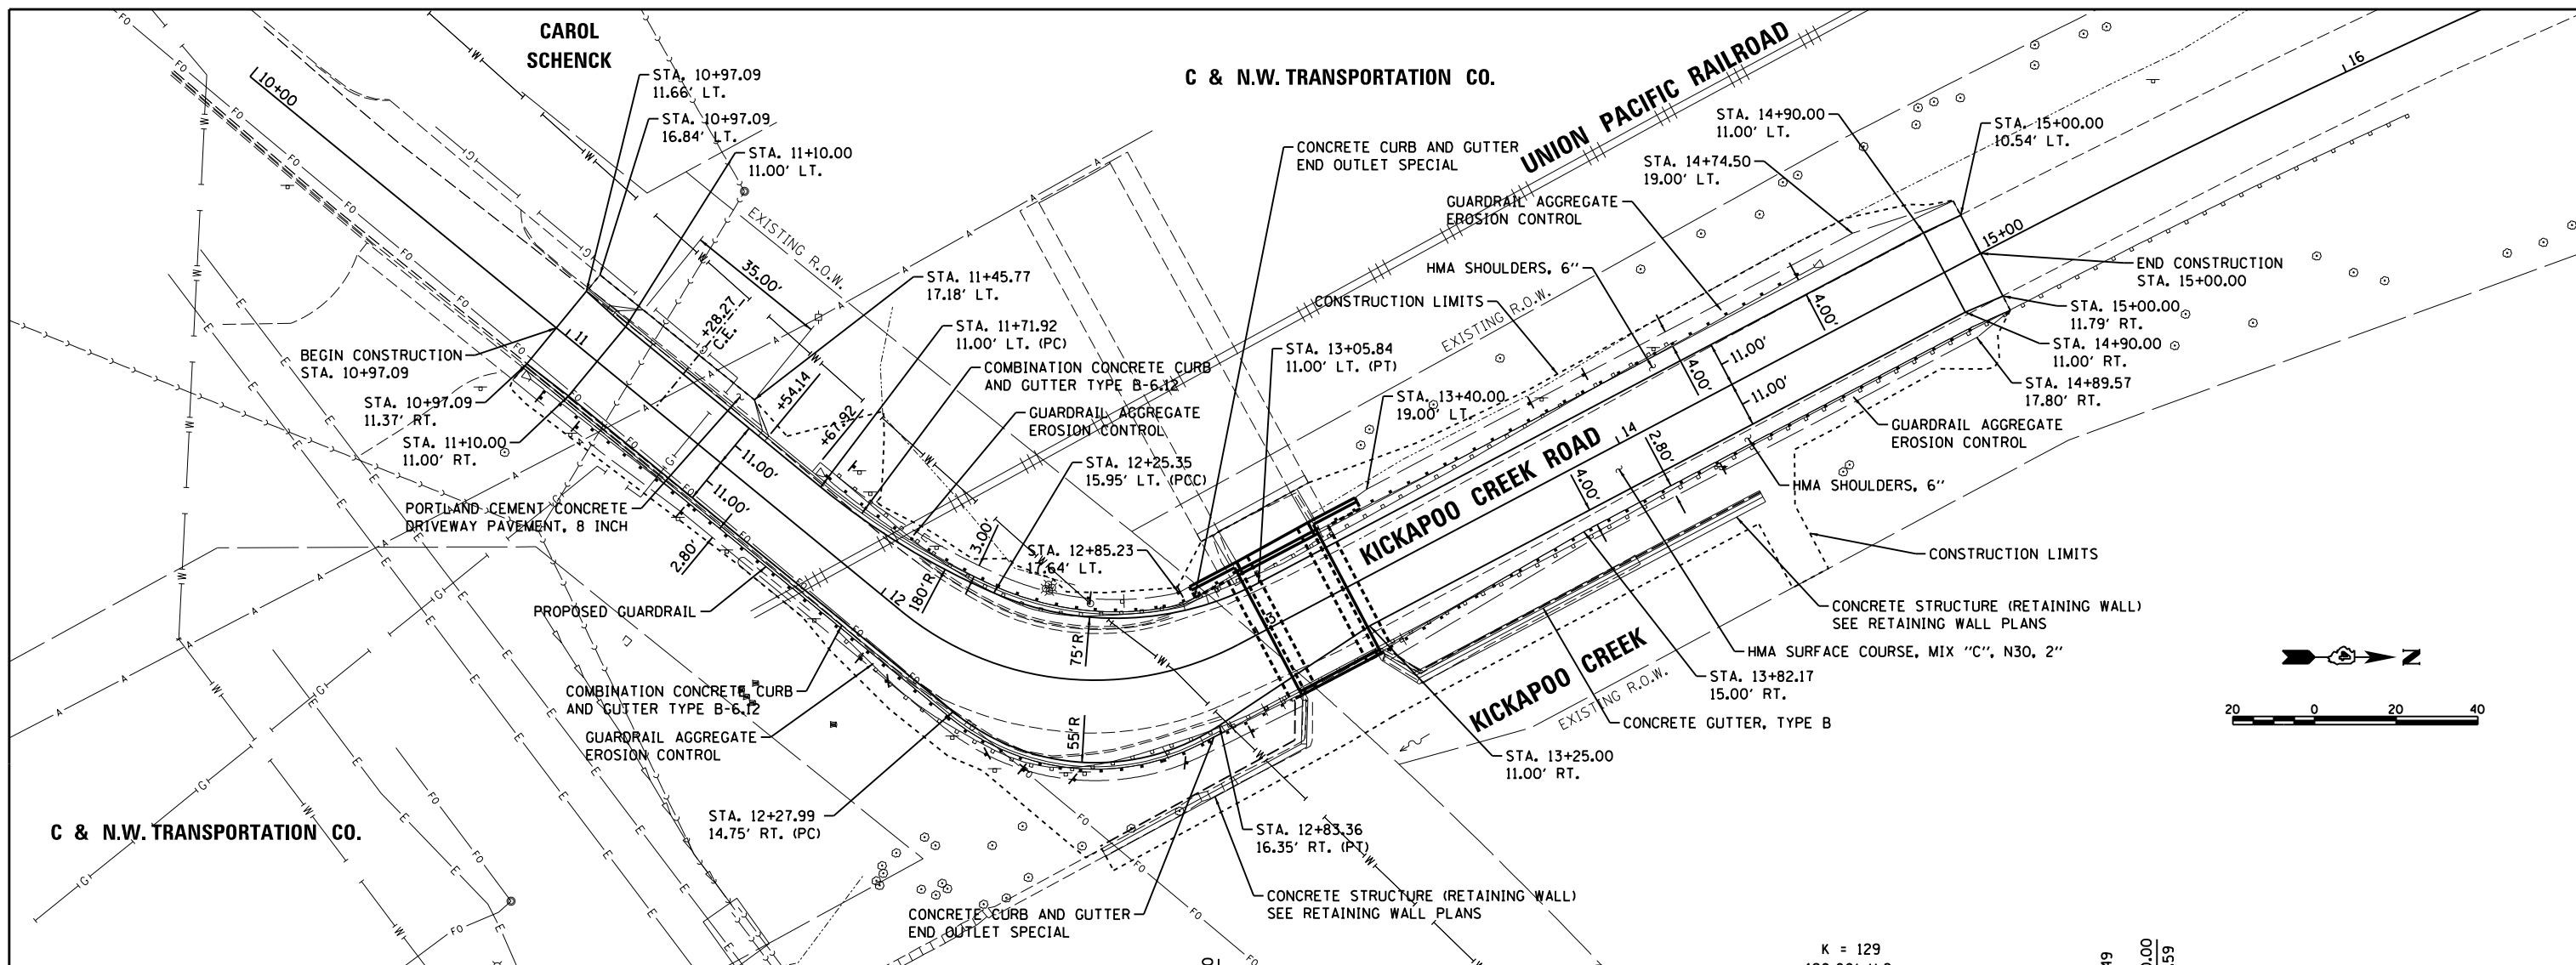 CAROL
SCHENCK
C & N.W. TRANSPORTATION CO.
UNION PACIFIC RAILROAD
10+00
STA. 10+97.09
11.66' LT.
STA. 10+97.09
16.84' LT.
STA. 11+10.00
11.00' LT.
EXISTING R.O.W.
35.00'
+28.27
C.E.
STA. 11+45.77
17.18' LT.
STA. 11+71.92
11.00' LT. (PC)
COMBINATION CONCRETE CURB
AND GUTTER TYPE B-6.12
GUARDRAIL AGGREGATE
EROSION CONTROL
STA. 12+25.35
15.95' LT. (PCC)
STA. 12+85.23
17.64' LT.
CONCRETE CURB AND GUTTER
END OUTLET SPECIAL
STA. 13+05.84
11.00' LT. (PT)
STA. 13+40.00
19.00' LT.
CONSTRUCTION LIMITS
HMA SHOULDERS, 6"
GUARDRAIL AGGREGATE
EROSION CONTROL
EXISTING R.O.W.
STA. 14+74.50
19.00' LT.
STA. 14+90.00
11.00' LT.
STA. 15+00.00
10.54' LT.
16
15+00
END CONSTRUCTION
STA. 15+00.00
STA. 15+00.00
11.79' RT.
STA. 14+90.00
11.00' RT.
STA. 14+89.57
17.80' RT.
GUARDRAIL AGGREGATE
EROSION CONTROL
HMA SHOULDERS, 6"
CONSTRUCTION LIMITS
CONCRETE STRUCTURE (RETAINING WALL)
SEE RETAINING WALL PLANS
HMA SURFACE COURSE, MIX "C", N30, 2"
STA. 13+82.17
15.00' RT.
CONCRETE GUTTER, TYPE B
STA. 13+25.00
11.00' RT.
4.00'
4.00'
11.00'
11.00'
14
2.80'
4.00'
KICKAPOO CREEK ROAD
KICKAPOO CREEK
EXISTING R.O.W.
BEGIN CONSTRUCTION
STA. 10+97.09
11
STA. 10+97.09
11.37' RT.
STA. 11+10.00
11.00' RT.
PORTLAND CEMENT CONCRETE
DRIVEWAY PAVEMENT, 8 INCH
+54.14
+67.92
11.00'
11.00'
2.80'
3.00'
12
180'R
75'R
55'R
13
PROPOSED GUARDRAIL
COMBINATION CONCRETE CURB
AND GUTTER TYPE B-6.12
GUARDRAIL AGGREGATE
EROSION CONTROL
STA. 12+27.99
14.75' RT. (PC)
STA. 12+83.36
16.35' RT. (PT)
CONCRETE STRUCTURE (RETAINING WALL)
SEE RETAINING WALL PLANS
CONCRETE CURB AND GUTTER
END OUTLET SPECIAL
C & N.W. TRANSPORTATION CO.
N
20 0 20 40
K = 129